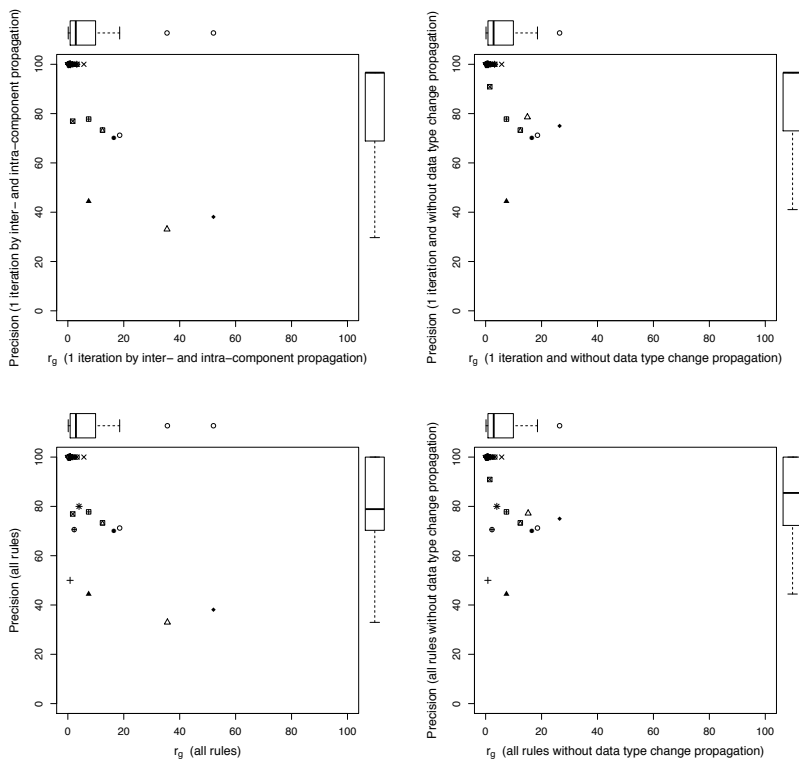 Precision (1 iteration by inter− and intra−component propagation)
100
80
60
40
20
0
0 20 40 60 80 100
rg (1 iteration by inter− and intra−component propagation)
Precision (1 iteration and without data type change propagation)
100
80
60
40
20
0
0 20 40 60 80 100
rg (1 iteration and without data type change propagation)
Precision (all rules)
100
80
60
40
20
0
0 20 40 60 80 100
rg (all rules)
Precision (all rules without data type change propagation)
100
80
60
40
20
0
0 20 40 60 80 100
rg (all rules without data type change propagation)